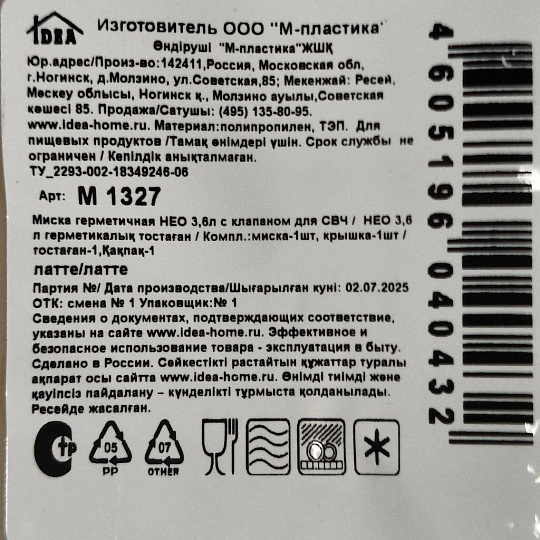 IDEA
Изготовитель ООО "М-пластика"
Өндіруші "М-пластика"ЖШҚ
Юр.адрес/Произ-во:142411,Россия, Московская обл,
г.Ногинск, д.Молзино, ул.Советская,85; Мекенжай: Ресей,
Мәскеу облысы, Ногинск қ., Молзино ауылы,Советская
көшесі 85. Продажа/Сатушы: (495) 135-80-95.
www.idea-home.ru. Материал:полипропилен, ТЭП. Для
пищевых продуктов /Тамақ өнімдері үшін. Срок службы не
ограничен / Кепілдік анықталмаған.
ТУ_2293-002-18349246-06
Арт: М 1327
Миска герметичная НЕО 3,6л с клапаном для СВЧ / НЕО 3,6
л герметикалық тостаған / Компл.:миска-1шт, крышка-1шт /
тостаған-1,Қақпақ-1
латте/латте
Партия №/ Дата производства/Шығарылған куні: 02.07.2025
ОТК: смена № 1 Упаковщик:№ 1
Сведения о документах, подтверждающих соответствие,
указаны на сайте www.idea-home.ru. Эффективное и
безопасное использование товара - эксплуатация в быту.
Сделано в России. Сәйкестікті растайтын құжаттар туралы
ақпарат осы сайтта www.idea-home.ru. Өнімді тиімді және
қауіпсіз пайдалану – күнделікті тұрмыста қолданылады.
Ресейде жасалған.
05
PP
07
OTHER
4 605196 040432